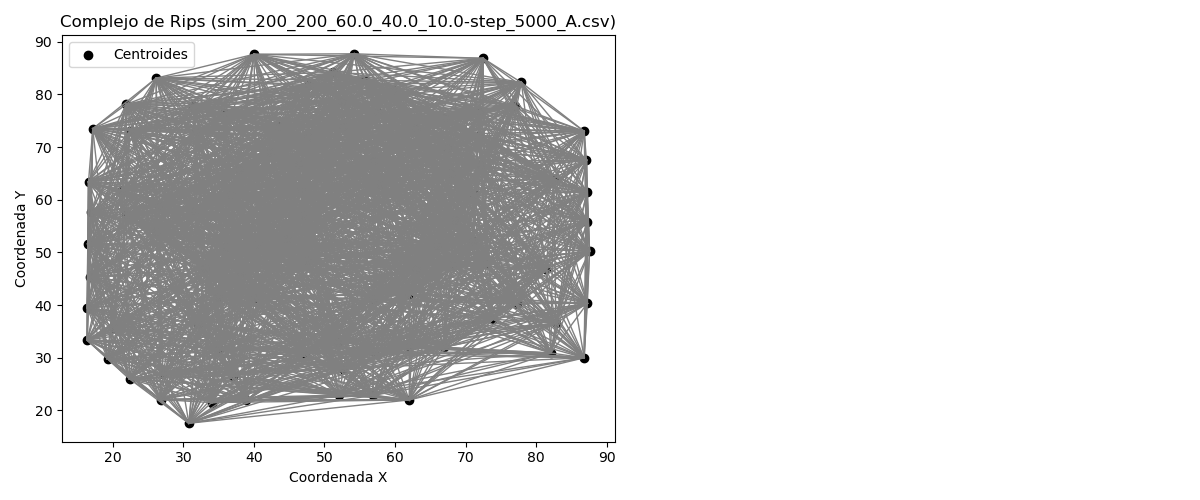 Complejo de Rips (sim_200_200_60.0_40.0_10.0-step_5000_A.csv)
Centroides
90
80
70
60
50
40
30
20
Coordenada Y
20 30 40 50 60 70 80 90
Coordenada X